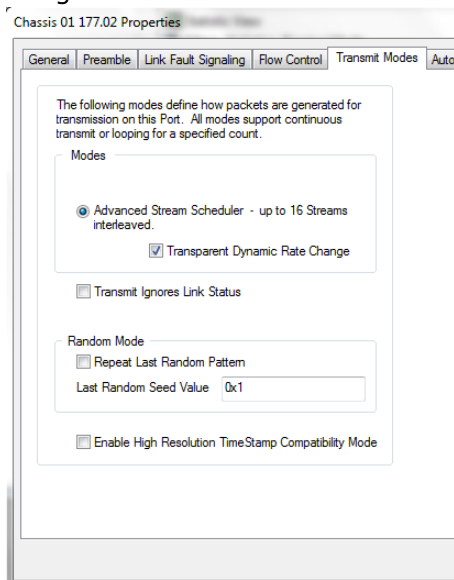 Chassis 01 177.02 Properties
General Preamble Link Fault Signaling Flow Control Transmit Modes Auto
The following modes define how packets are generated for
transmission on this Port. All modes support continuous
transmit or looping for a specified count.
Modes
Advanced Stream Scheduler - up to 16 Streams
interleaved.
Transparent Dynamic Rate Change
Transmit Ignores Link Status
Random Mode
Repeat Last Random Pattern
Last Random Seed Value 0x1
Enable High Resolution TimeStamp Compatibility Mode